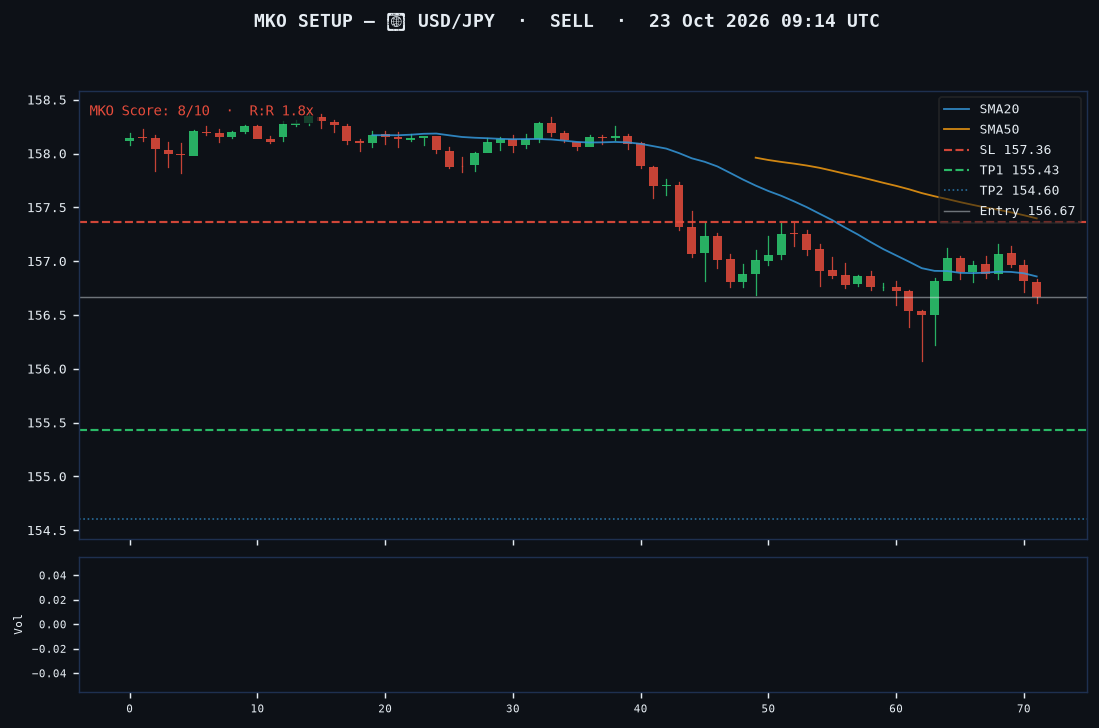 MKO SETUP — 🌐 USD/JPY · SELL · 23 Oct 2026 09:14 UTC
MKO Score: 8/10 · R:R 1.8x
SMA20
SMA50
SL 157.36
TP1 155.43
TP2 154.60
Entry 156.67
158.5
158.0
157.5
157.0
156.5
156.0
155.5
155.0
154.5
Vol
0.04
0.02
0.00
−0.02
−0.04
0 10 20 30 40 50 60 70